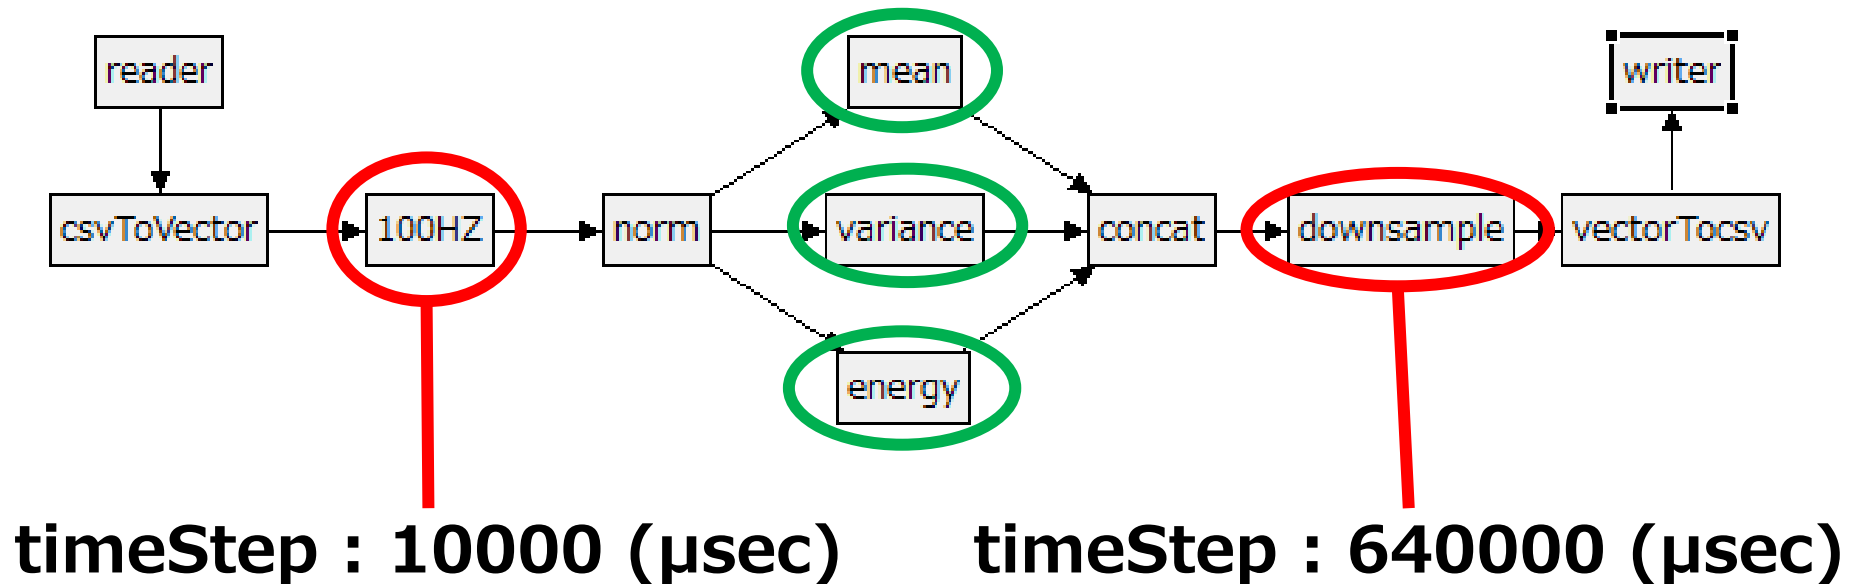 reader
mean
writer
csvToVector
100HZ
norm
variance
concat
downsample
vectorTocsv
energy
timeStep : 10000 (μsec)
timeStep : 640000 (μsec)